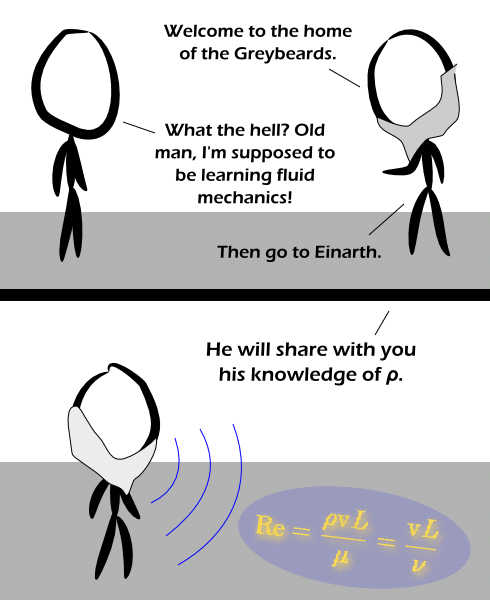 Welcome to the home
of the Greybeards.
What the hell? Old
man, I'm supposed to
be learning fluid
mechanics!
Then go to Einarth.
He will share with you
his knowledge of ρ.
Re = ρvL/μ = vL/ν